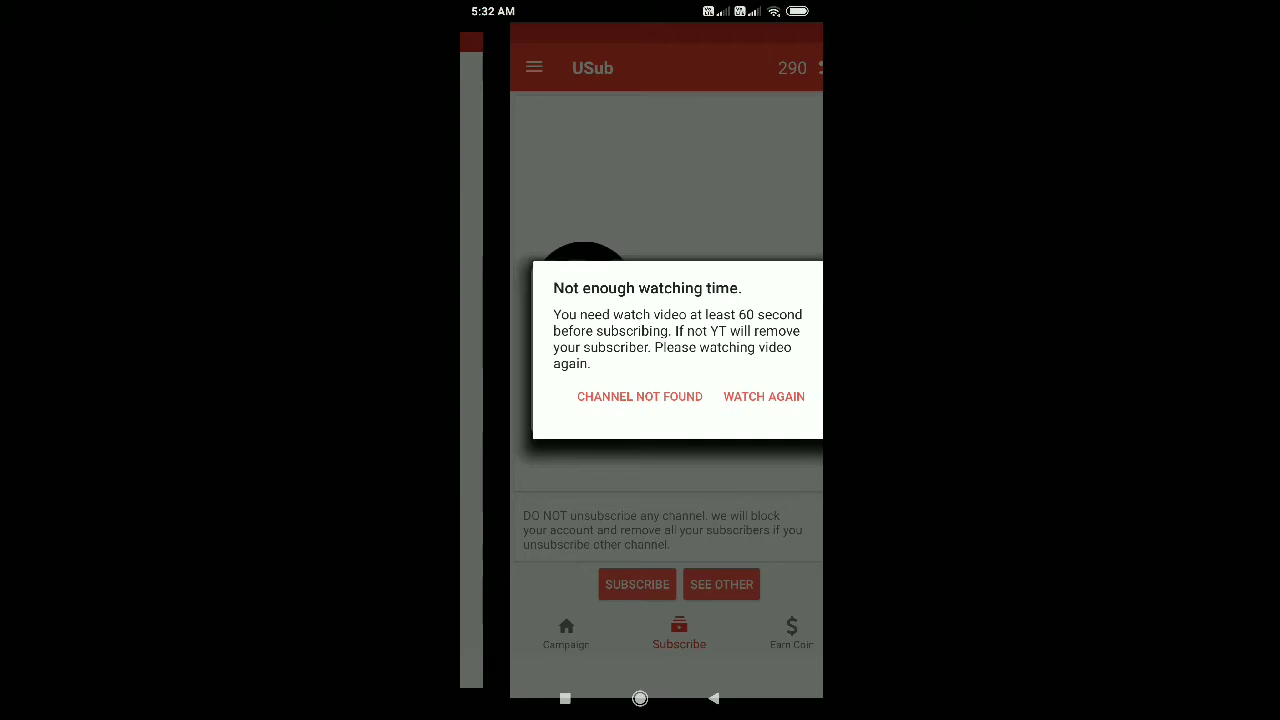 5:32 AM
USub
290
Not enough watching time.
You need watch video at least 60 second
before subscribing. If not YT will remove
your subscriber. Please watching video
again.
CHANNEL NOT FOUND
WATCH AGAIN
DO NOT unsubscribe any channel. we will block
your account and remove all your subscribers if you
unsubscribe other channel.
SUBSCRIBE
SEE OTHER
Campaign
Subscribe
Earn Coin